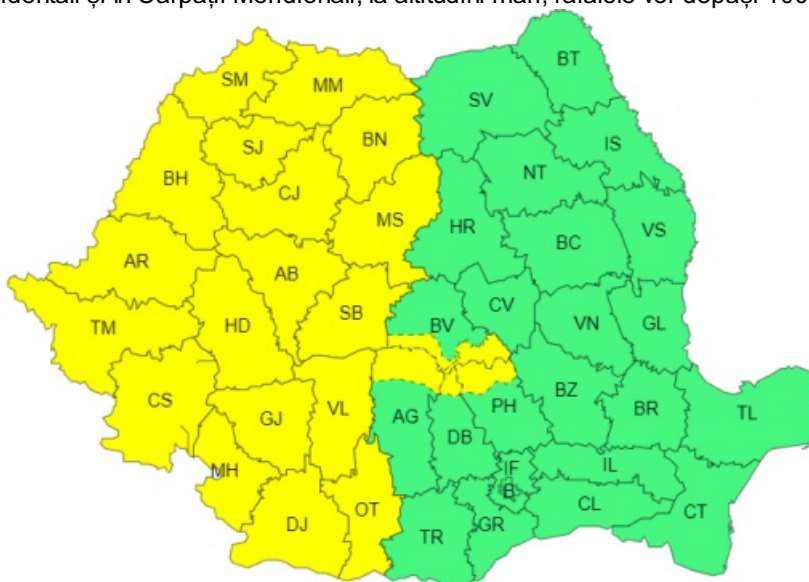 și în Carpații Meridionali, la altitudini mari, rafalele vor depăși
BT
SM
MM
SV
BN
IS
SJ
NT
BH
CJ
MS
HR
VS
BC
AR
AB
SB
CV
BV
VN
GL
TM
HD
CS
BZ
VL
PH
BR
TL
GJ
AG
DB
IF
IL
MH
B
CL
CT
OT
DJ
GR
TR